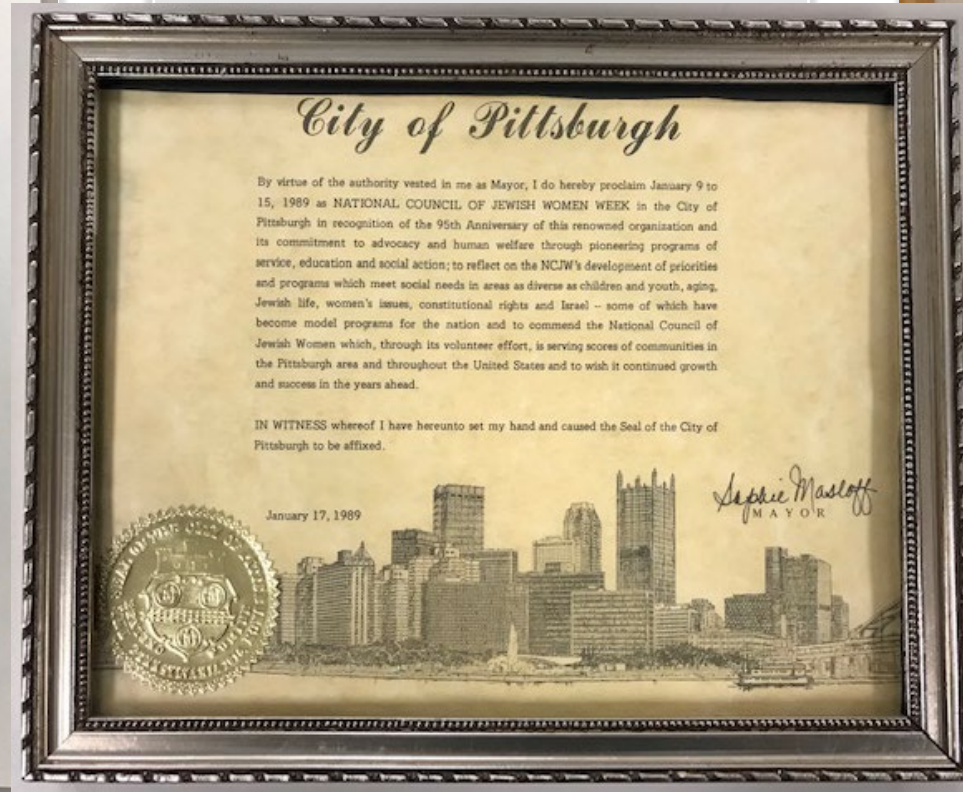 City of Pittsburgh
By virtue of the authority vested in me as Mayor, I do hereby proclaim January 9 to
15, 1989 as NATIONAL COUNCIL OF JEWISH WOMEN WEEK in the City of
Pittsburgh in recognition of the 95th Anniversary of this renowned organization and
its commitment to advocacy and human welfare through pioneering programs of
service, education and social action; to reflect on the NCJW's development of priorities
and programs which meet social needs in areas as diverse as children and youth, aging,
Jewish life, women's issues, constitutional rights and Israel – some of which have
become model programs for the nation and to commend the National Council of
Jewish Women which, through its volunteer effort, is serving scores of communities in
the Pittsburgh area and throughout the United States and to wish it continued growth
and success in the years ahead.
IN WITNESS whereof I have hereunto set my hand and caused the Seal of the City of
Pittsburgh to be affixed.
Sophie Masloff
MAYOR
January 17, 1989